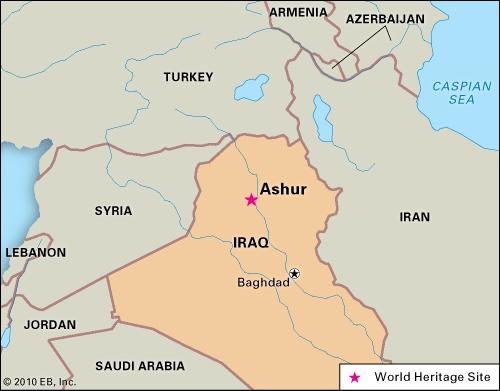 ARMENIA
AZERBAIJAN
TURKEY
CASPIAN
SEA
Ashur
SYRIA
IRAN
IRAQ
LEBANON
Baghdad
JORDAN
SAUDI ARABIA
© 2010 EB, Inc.
World Heritage Site